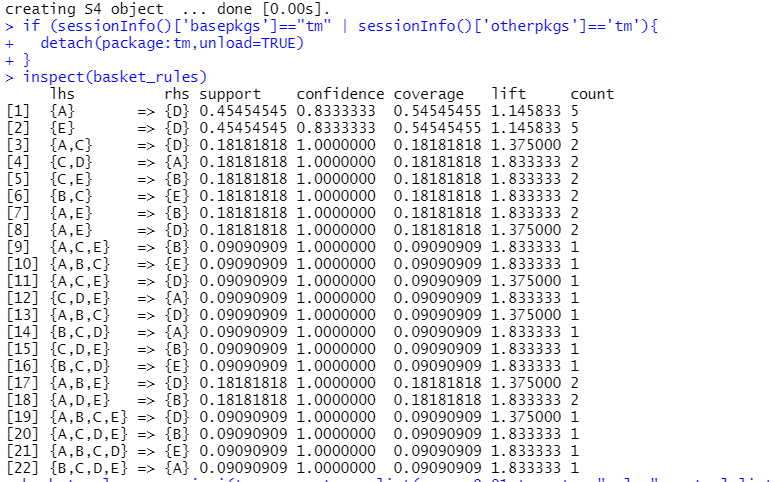 creating S4 object  ... done [0.00s].
> if (sessionInfo()['basepkgs']=="tm" | sessionInfo()['otherpkgs']=='tm'){
+   detach(package:tm,unload=TRUE)
+ }
> inspect(basket_rules)
     lhs          rhs support    confidence coverage   lift     count
[1]  {A}       => {D} 0.45454545 0.8333333  0.54545455 1.145833 5
[2]  {E}       => {D} 0.45454545 0.8333333  0.54545455 1.145833 5
[3]  {A,C}     => {D} 0.18181818 1.0000000  0.18181818 1.375000 2
[4]  {C,D}     => {A} 0.18181818 1.0000000  0.18181818 1.833333 2
[5]  {C,E}     => {B} 0.18181818 1.0000000  0.18181818 1.833333 2
[6]  {B,C}     => {E} 0.18181818 1.0000000  0.18181818 1.833333 2
[7]  {A,E}     => {B} 0.18181818 1.0000000  0.18181818 1.833333 2
[8]  {A,E}     => {D} 0.18181818 1.0000000  0.18181818 1.375000 2
[9]  {A,C,E}   => {B} 0.09090909 1.0000000  0.09090909 1.833333 1
[10] {A,B,C}   => {E} 0.09090909 1.0000000  0.09090909 1.833333 1
[11] {A,C,E}   => {D} 0.09090909 1.0000000  0.09090909 1.375000 1
[12] {C,D,E}   => {A} 0.09090909 1.0000000  0.09090909 1.833333 1
[13] {A,B,C}   => {D} 0.09090909 1.0000000  0.09090909 1.375000 1
[14] {B,C,D}   => {A} 0.09090909 1.0000000  0.09090909 1.833333 1
[15] {C,D,E}   => {B} 0.09090909 1.0000000  0.09090909 1.833333 1
[16] {B,C,D}   => {E} 0.09090909 1.0000000  0.09090909 1.833333 1
[17] {A,B,E}   => {D} 0.18181818 1.0000000  0.18181818 1.375000 2
[18] {A,D,E}   => {B} 0.18181818 1.0000000  0.18181818 1.833333 2
[19] {A,B,C,E} => {D} 0.09090909 1.0000000  0.09090909 1.375000 1
[20] {A,C,D,E} => {B} 0.09090909 1.0000000  0.09090909 1.833333 1
[21] {A,B,C,D} => {E} 0.09090909 1.0000000  0.09090909 1.833333 1
[22] {B,C,D,E} => {A} 0.09090909 1.0000000  0.09090909 1.833333 1